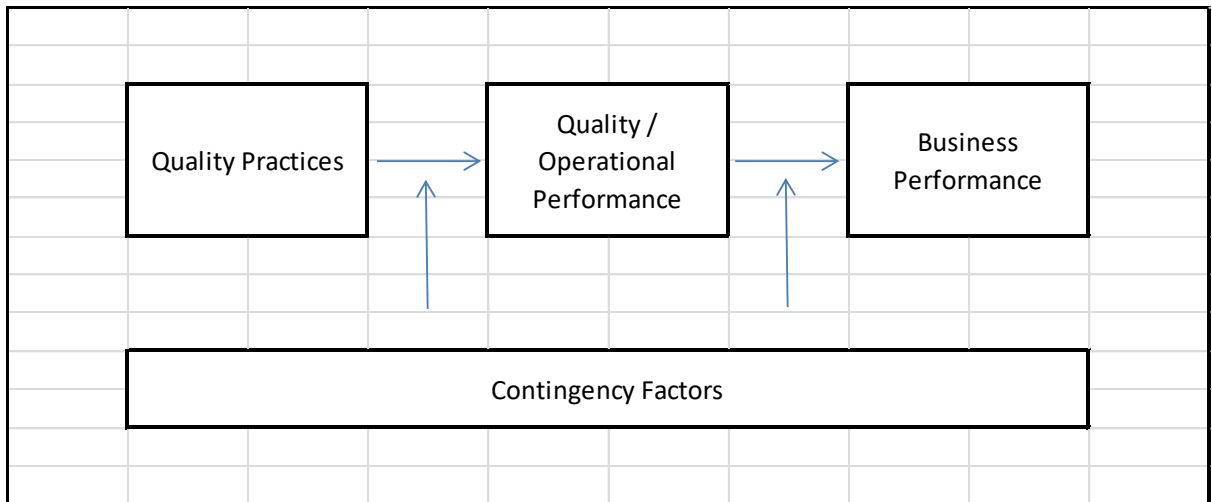 Quality Practices
Quality /
Operational
Performance
Business
Performance
Contingency Factors